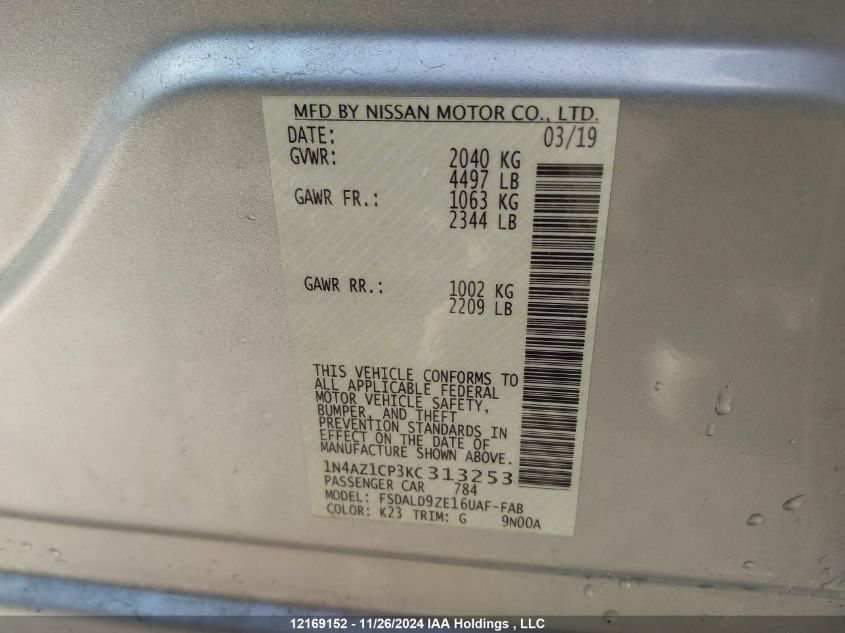 MFD BY NISSAN MOTOR CO., LTD.
DATE: 03/19
GVWR: 2040 KG
4497 LB
GAWR FR.: 1063 KG
2344 LB
GAWR RR.: 1002 KG
2209 LB
THIS VEHICLE CONFORMS TO
ALL APPLICABLE FEDERAL
MOTOR VEHICLE SAFETY,
BUMPER, AND THEFT
PREVENTION STANDARDS IN
EFFECT ON THE DATE OF
MANUFACTURE SHOWN ABOVE.
1N4AZ1CP3KC313253
PASSENGER CAR 784
MODEL: FSDALD9ZE16UAF-FAB
COLOR: K23 TRIM: G 9N00A
12169152 - 11/26/2024 IAA Holdings , LLC